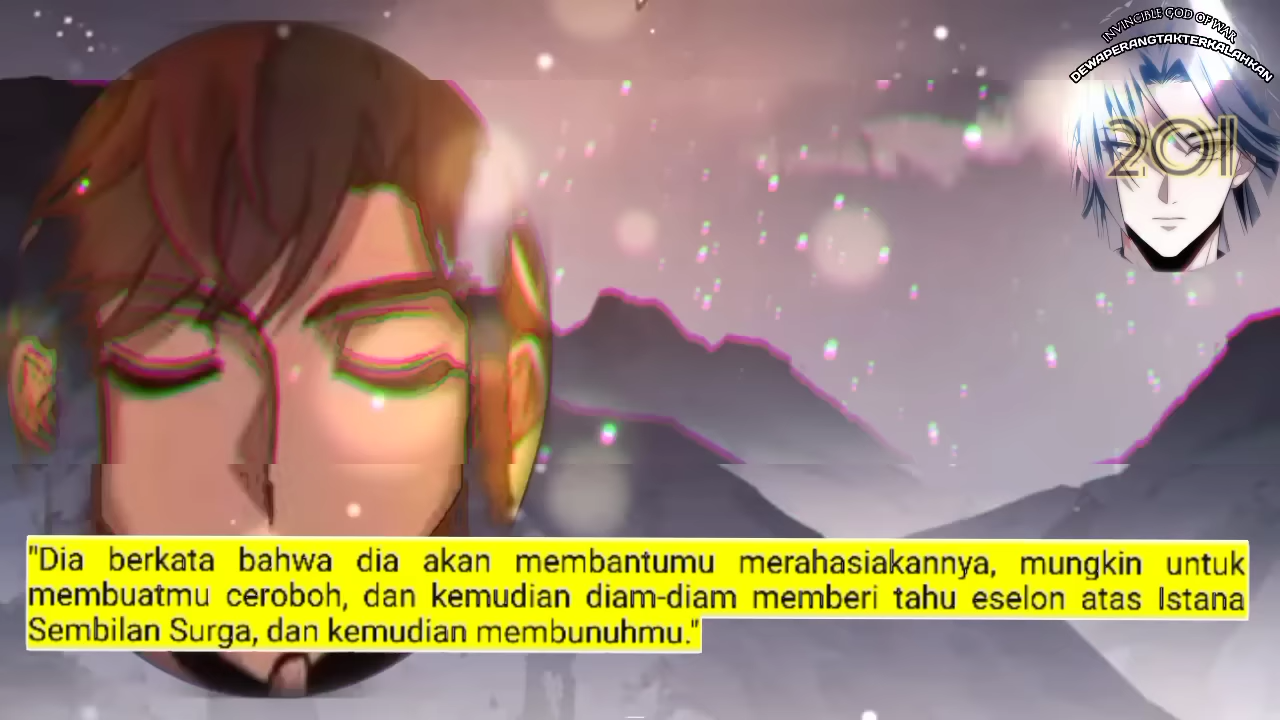 INVINCIBLE GOD OF WAR
DEWAPERANGTAKTERKALAHKAN
201
"Dia berkata bahwa dia akan membantumu merahasiakannya, mungkin untuk
membuatmu ceroboh, dan kemudian diam-diam memberi tahu eselon atas Istana
Sembilan Surga, dan kemudian membunuhmu."